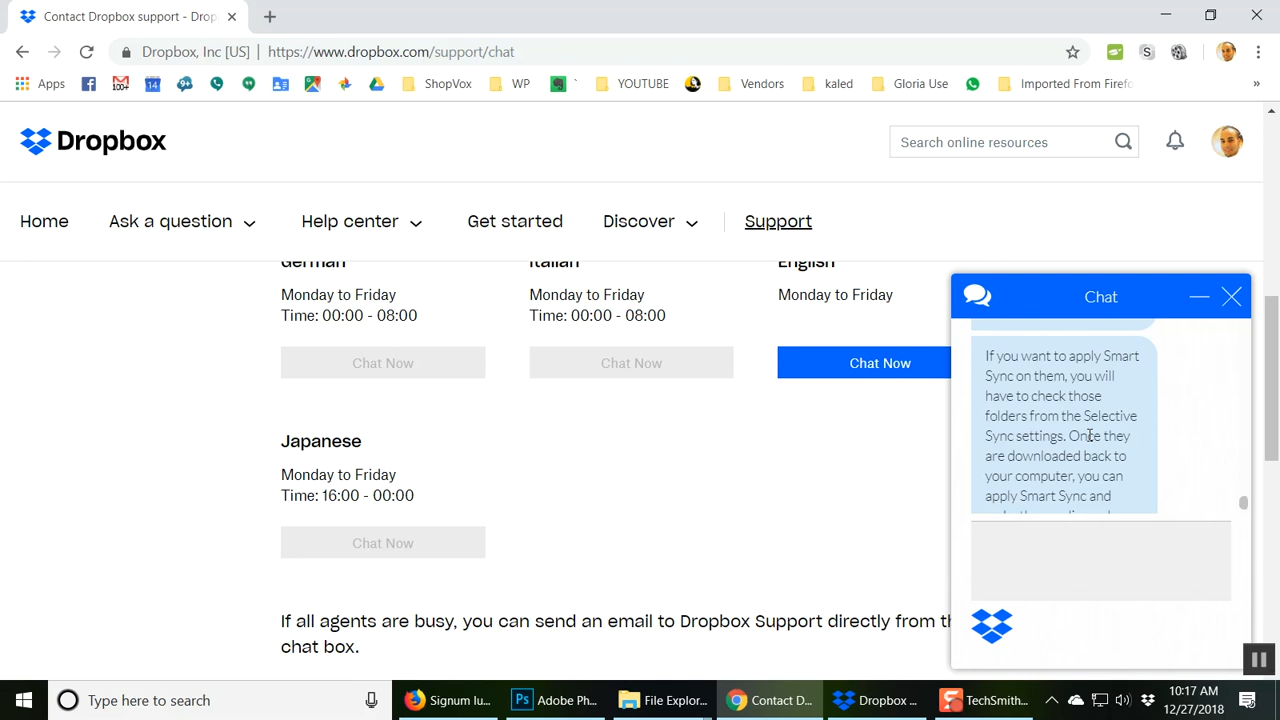 Contact Dropbox support - Drop
Dropbox, Inc [US] | https://www.dropbox.com/support/chat
Apps
100+
14
ShopVox
WP
`
YOUTUBE
Vendors
kaled
Gloria Use
Imported From Firefo
»
Dropbox
Search online resources
Home
Ask a question
Help center
Get started
Discover
Support
German
Italian
English
Monday to Friday
Monday to Friday
Monday to Friday
Time: 00:00 - 08:00
Time: 00:00 - 08:00
Chat Now
Chat Now
Chat Now
Japanese
Monday to Friday
Time: 16:00 - 00:00
Chat Now
If all agents are busy, you can send an email to Dropbox Support directly from th
chat box.
Chat
If you want to apply Smart
Sync on them, you will
have to check those
folders from the Selective
Sync settings. Once they
are downloaded back to
your computer, you can
apply Smart Sync and
Type here to search
Signum lu...
Ps
Adobe Ph...
File Explor...
Contact D...
Dropbox ...
TechSmith...
10:17 AM
12/27/2018